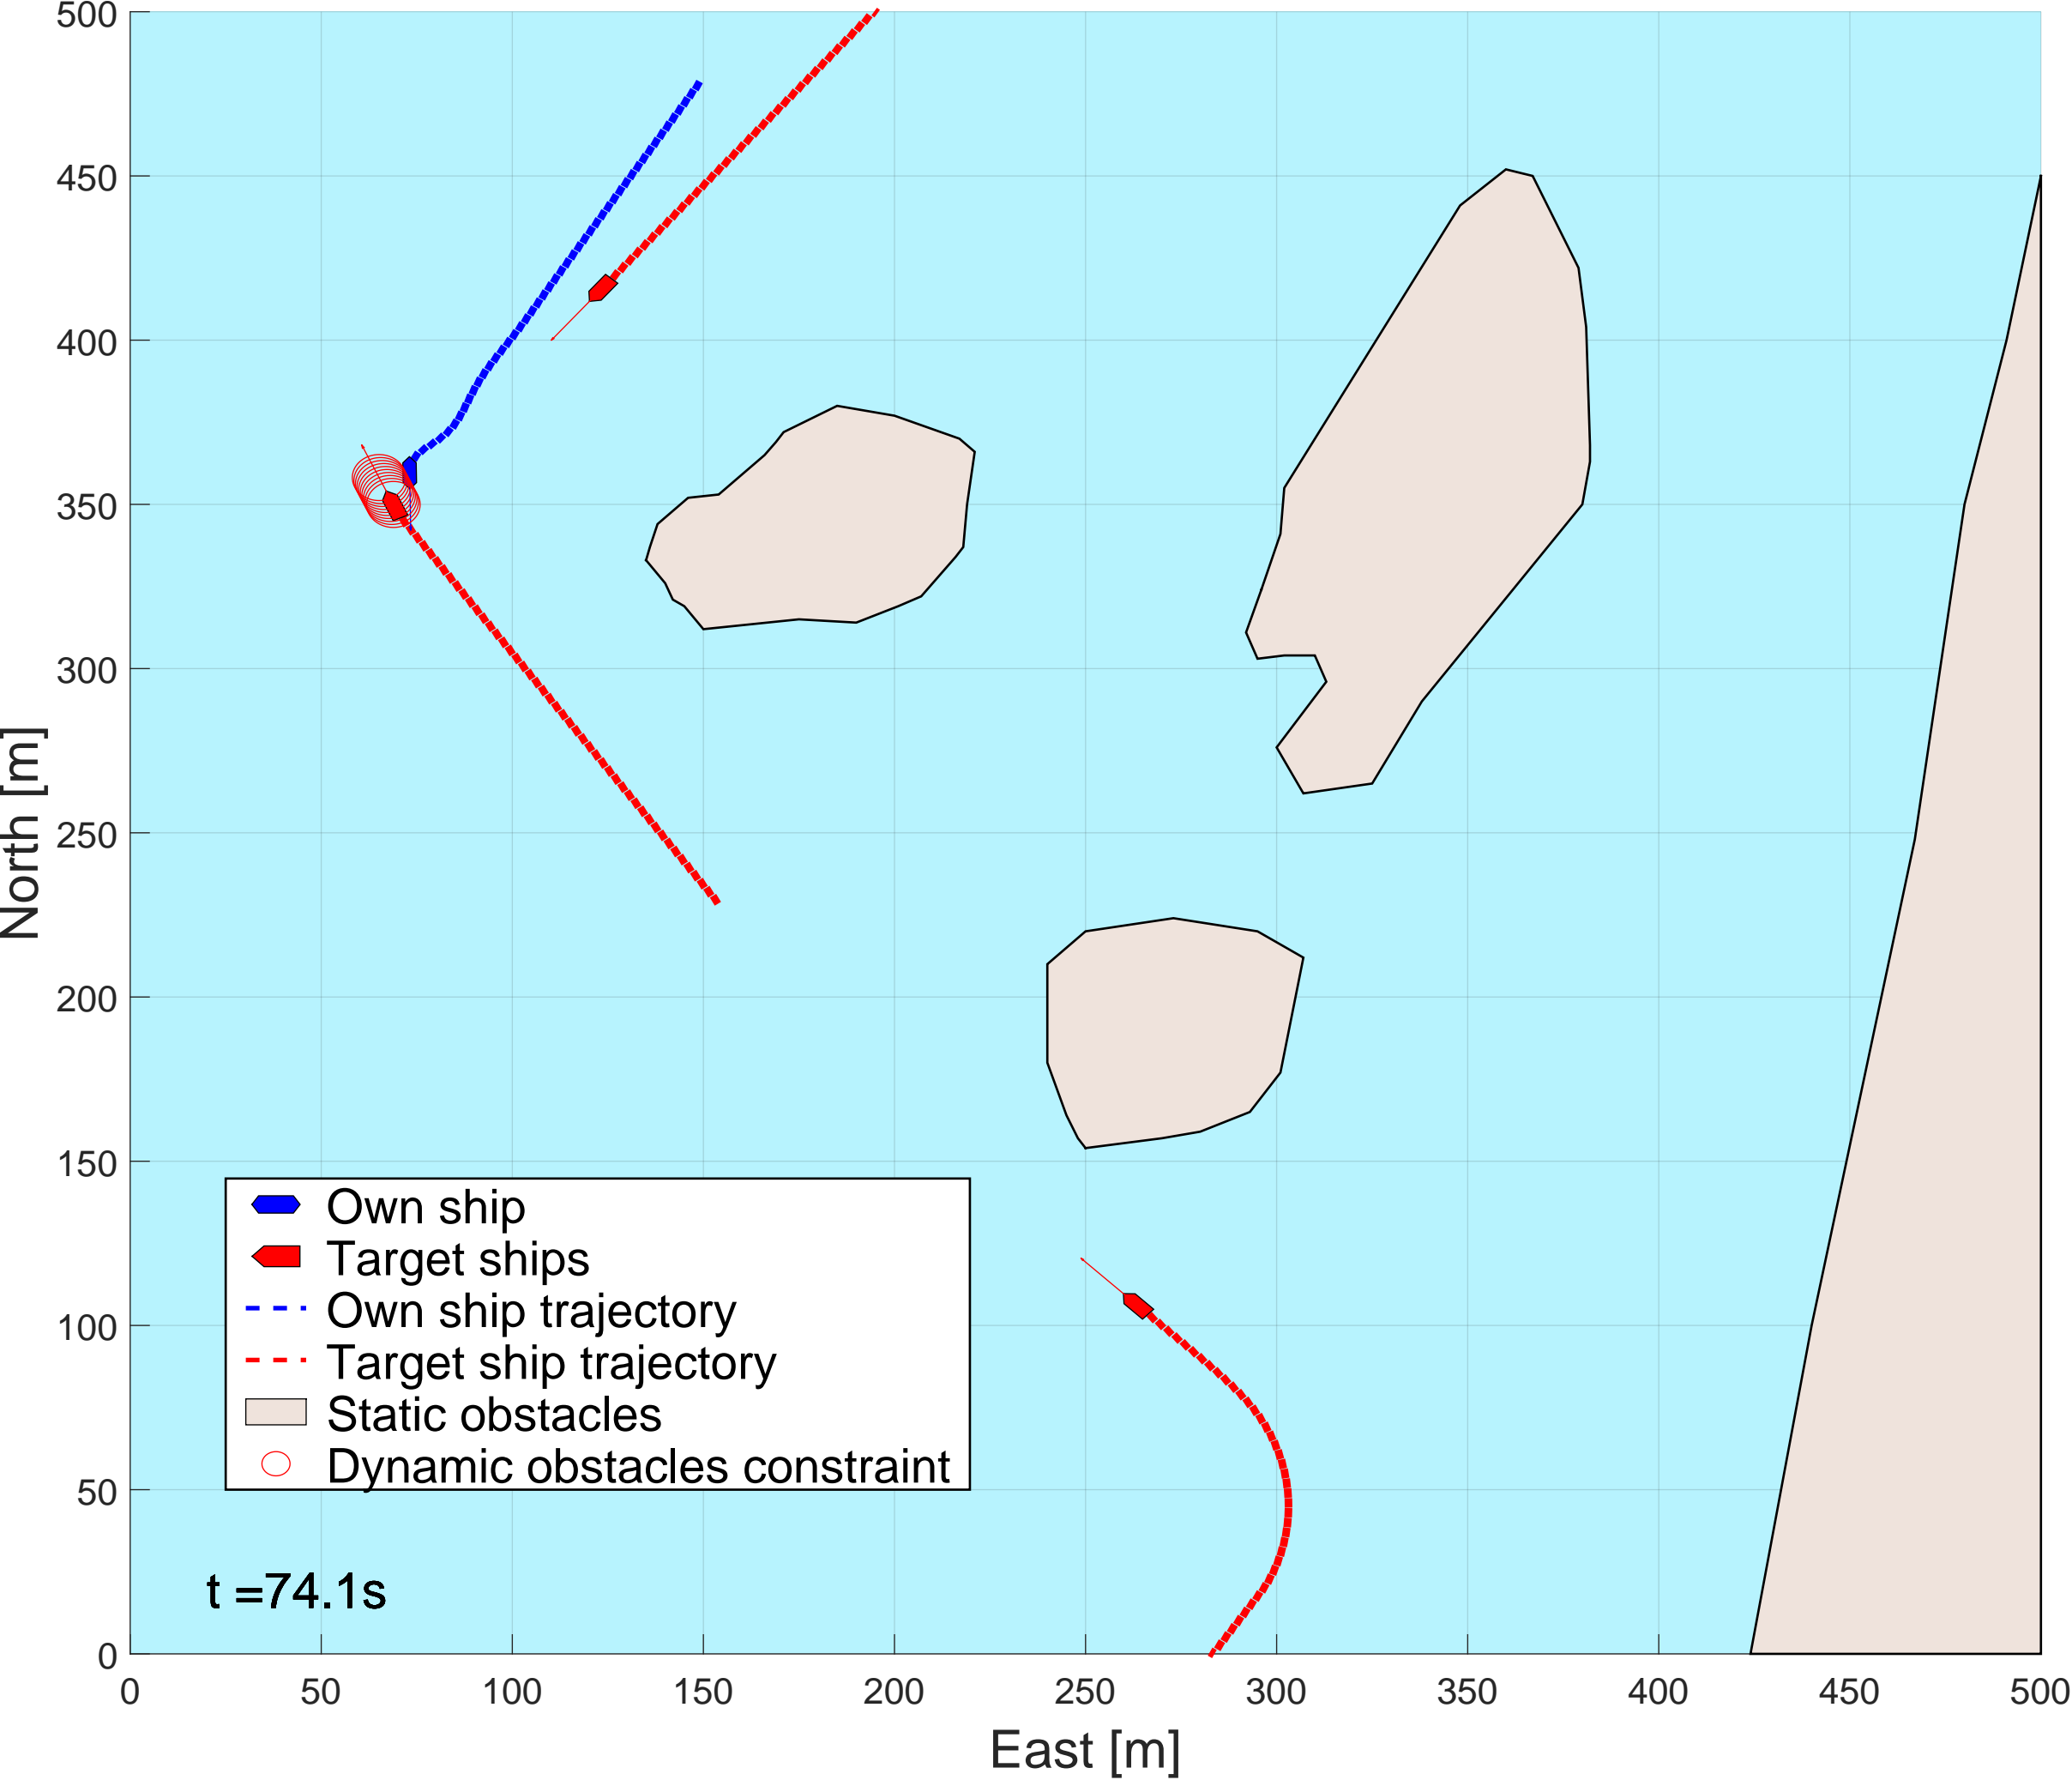 500
450
400
350
300
250
200
150
100
50
0
North [m]
Own ship
Target ships
Own ship trajectory
Target ship trajectory
Static obstacles
Dynamic obstacles constraint
t =74.1s
0 50 100 150 200 250 300 350 400 450 500
East [m]